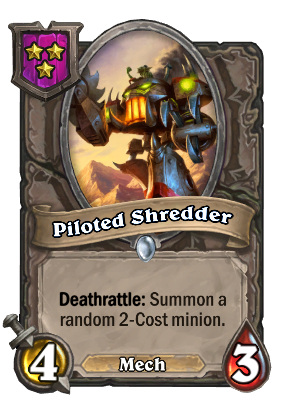 Piloted Shredder
Deathrattle: Summon a
random 2-Cost minion.
4
Mech
3